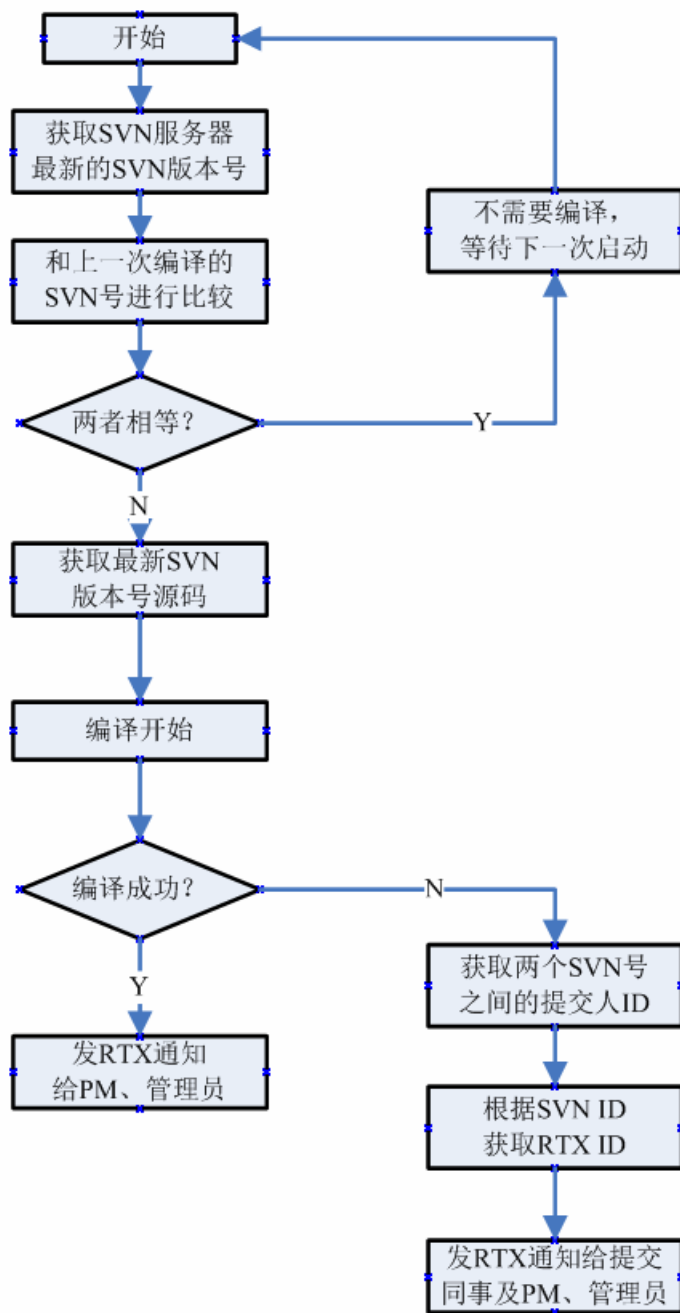 开始
获取SVN服务器
最新的SVN版本号
不需要编译，
等待下一次启动
和上一次编译的
SVN号进行比较
两者相等？
Y
N
获取最新SVN
版本号源码
编译开始
编译成功？
N
Y
获取两个SVN号
之间的提交人ID
发RTX通知
给PM、管理员
根据SVN ID
获取RTX ID
发RTX通知给提交
同事及PM、管理员